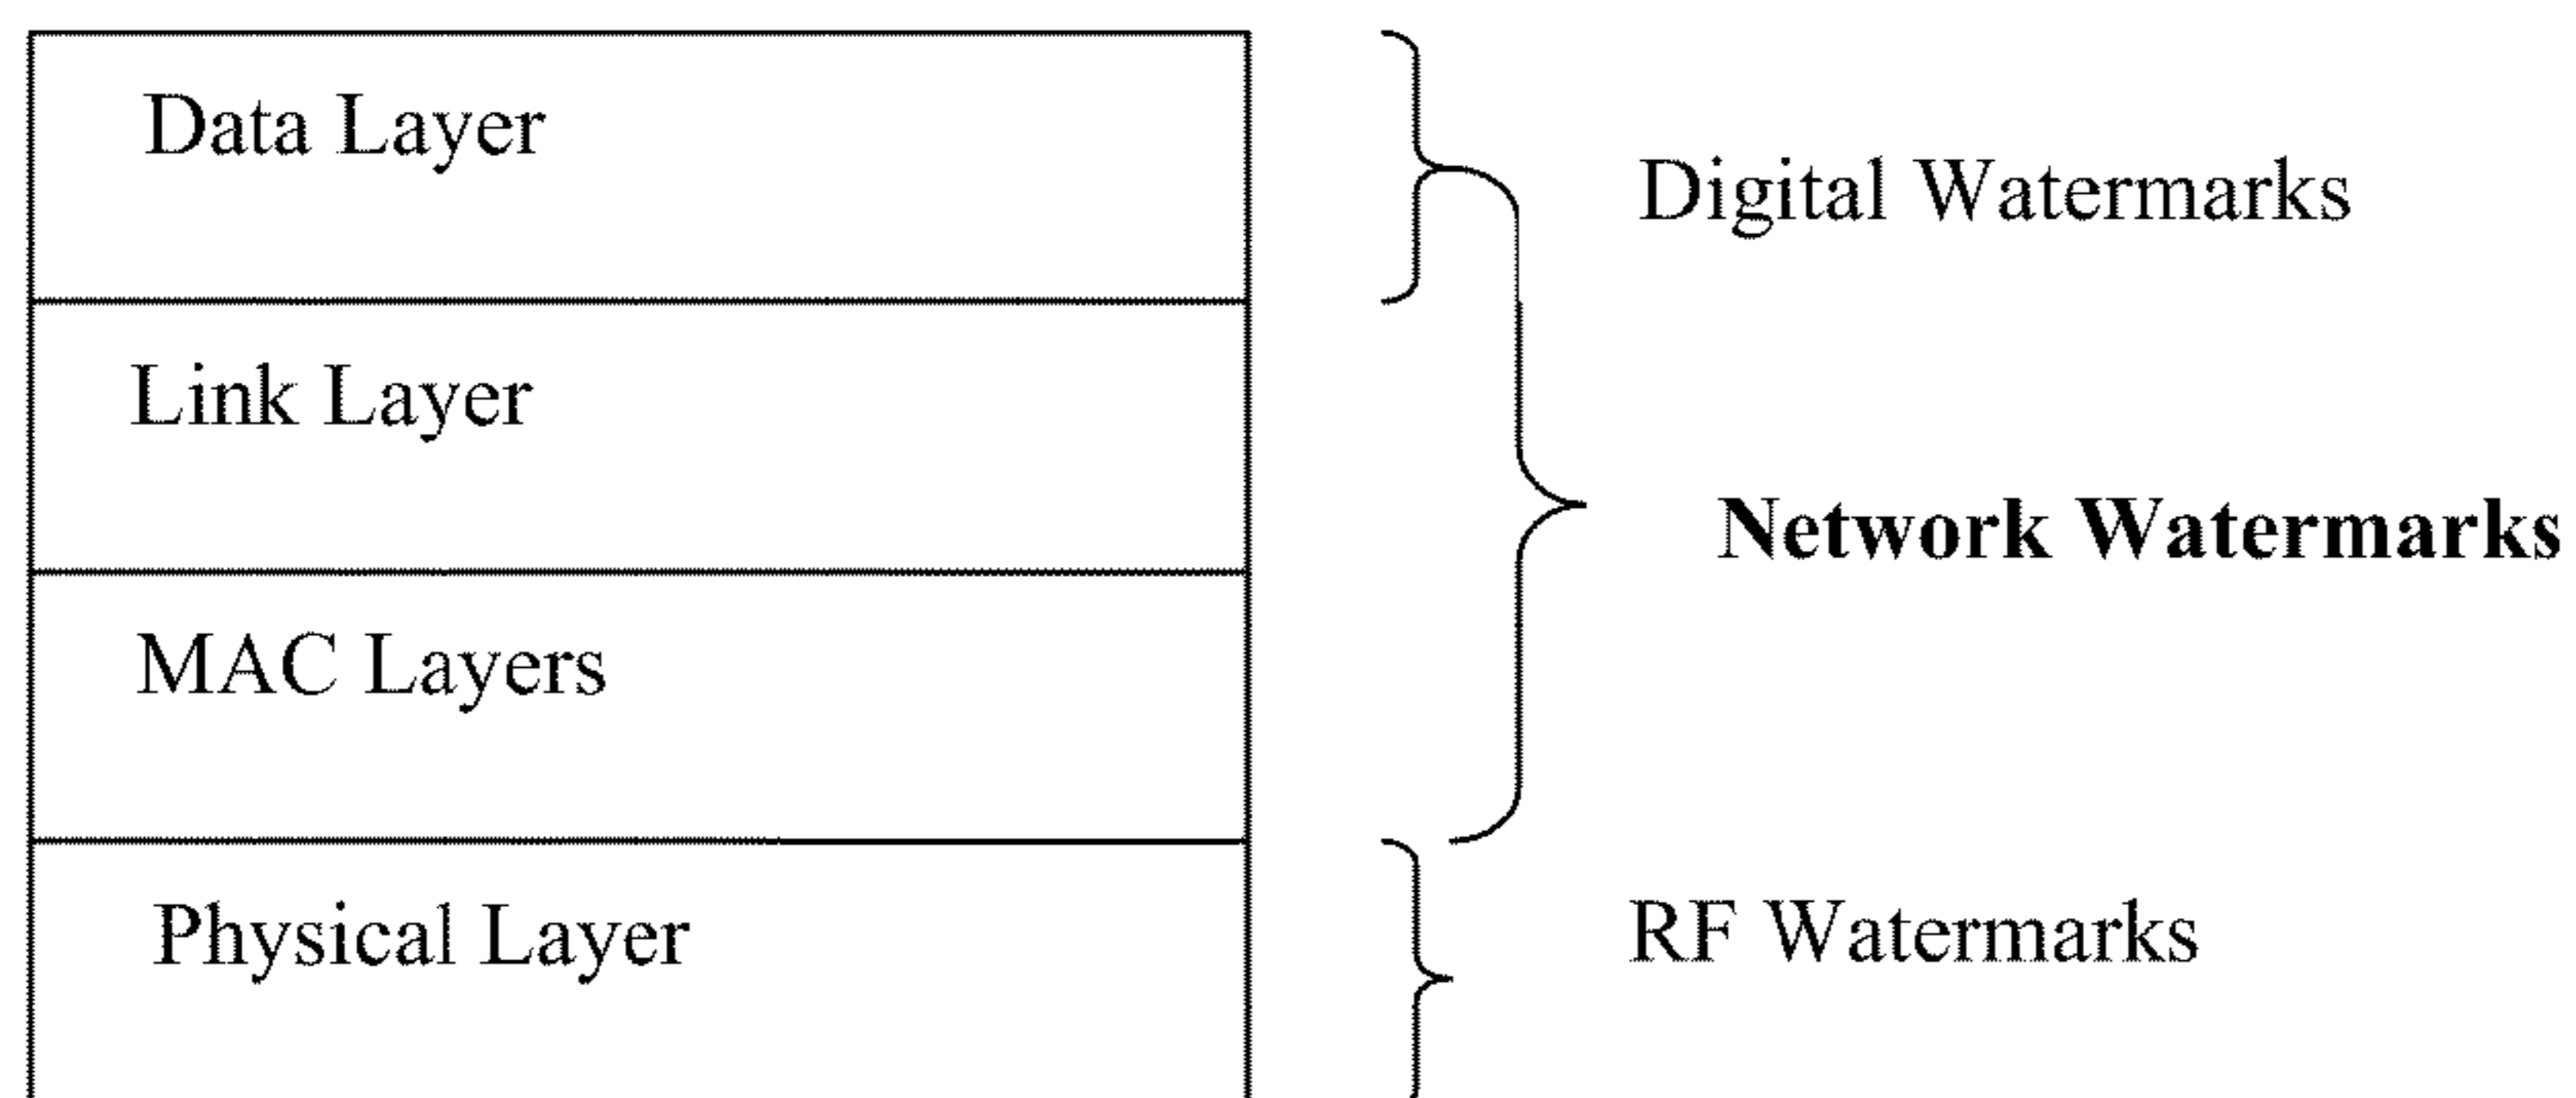 Data Layer
Digital Watermarks
Link Layer
Network Watermarks
MAC Layers
Physical Layer
RF Watermarks